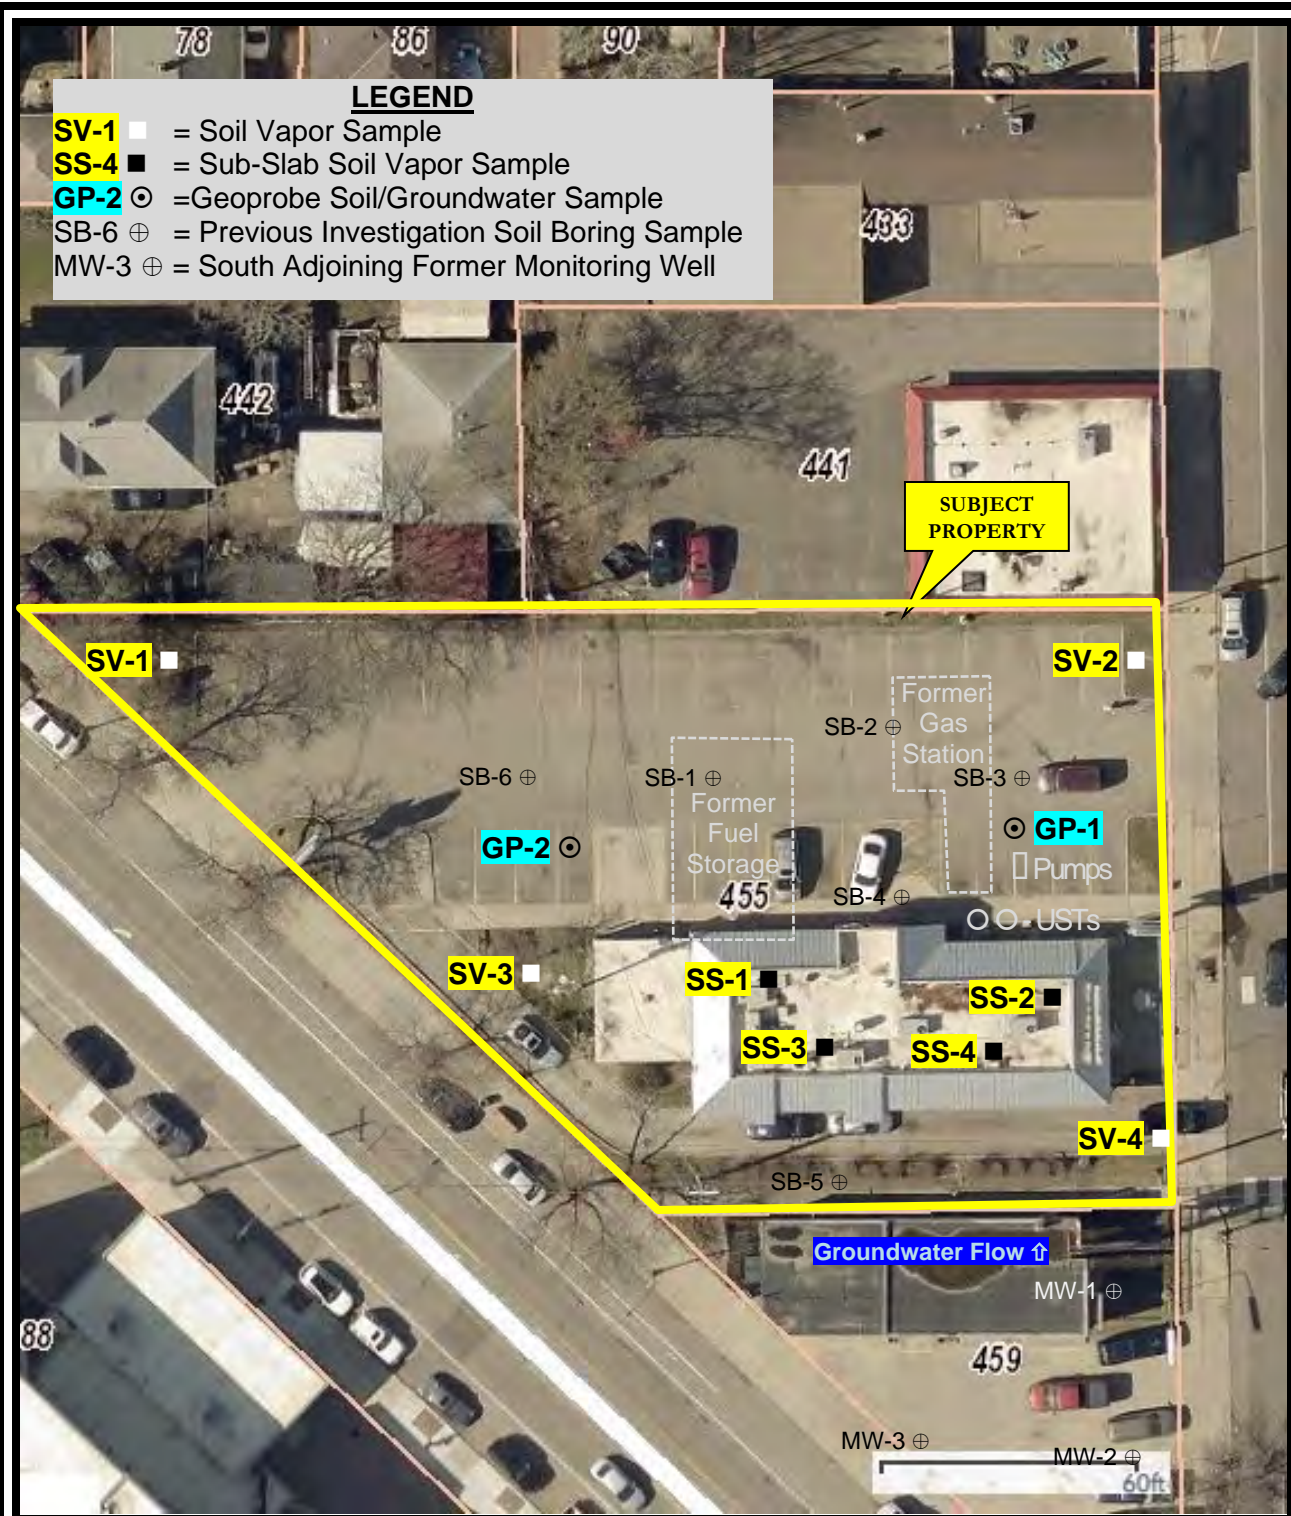 78
86
90
LEGEND
SV-1 = Soil Vapor Sample
SS-4 = Sub-Slab Soil Vapor Sample
GP-2 =Geoprobe Soil/Groundwater Sample
SB-6 ⊕ = Previous Investigation Soil Boring Sample
MW-3 ⊕ = South Adjoining Former Monitoring Well
433
442
441
SUBJECT
PROPERTY
SV-1
SV-2
Former
Gas
Station
SB-2 ⊕
SB-6 ⊕
SB-1 ⊕
SB-3 ⊕
Former
Fuel
Storage
GP-2
GP-1
Pumps
455
SB-4 ⊕
USTs
SV-3
SS-1
SS-2
SS-3
SS-4
SV-4
SB-5 ⊕
Groundwater Flow ⇧
MW-1 ⊕
88
459
MW-3 ⊕
MW-2 ⊕
60ft